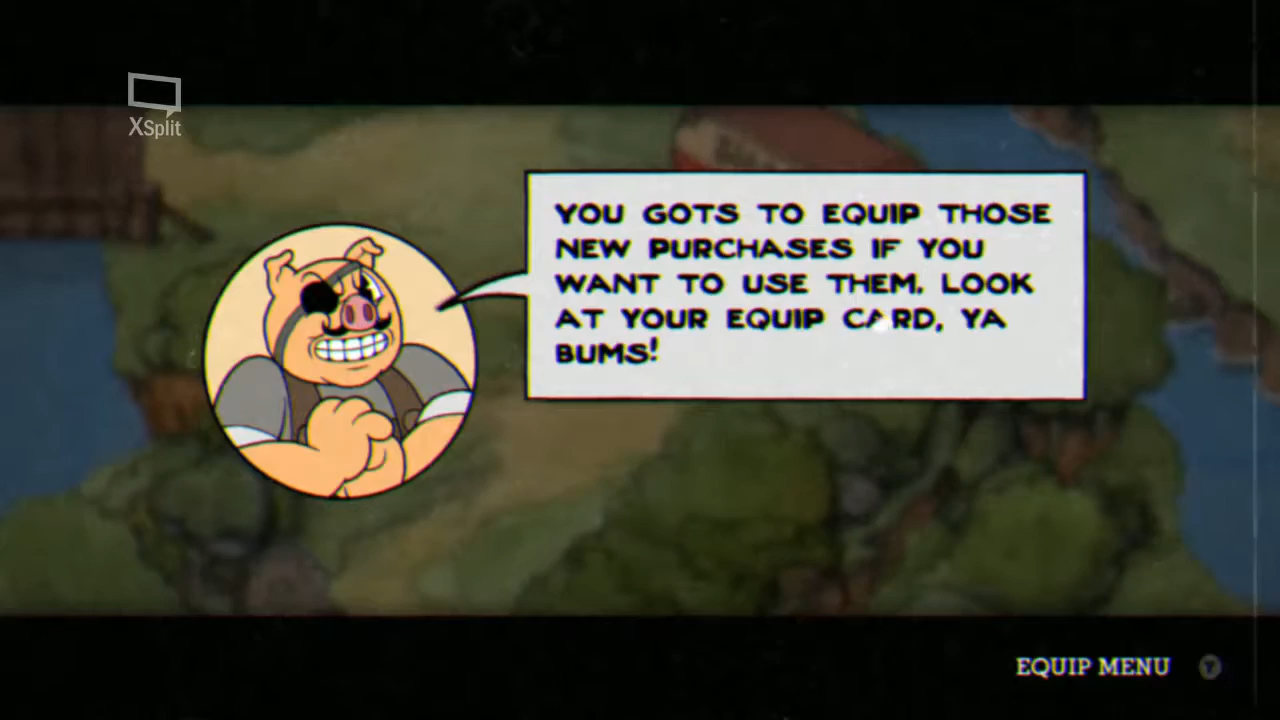 XSplit
YOU GOTS TO EQUIP THOSE
NEW PURCHASES IF YOU
WANT TO USE THEM. LOOK
AT YOUR EQUIP CARD, YA
BUMS!
EQUIP MENU Y